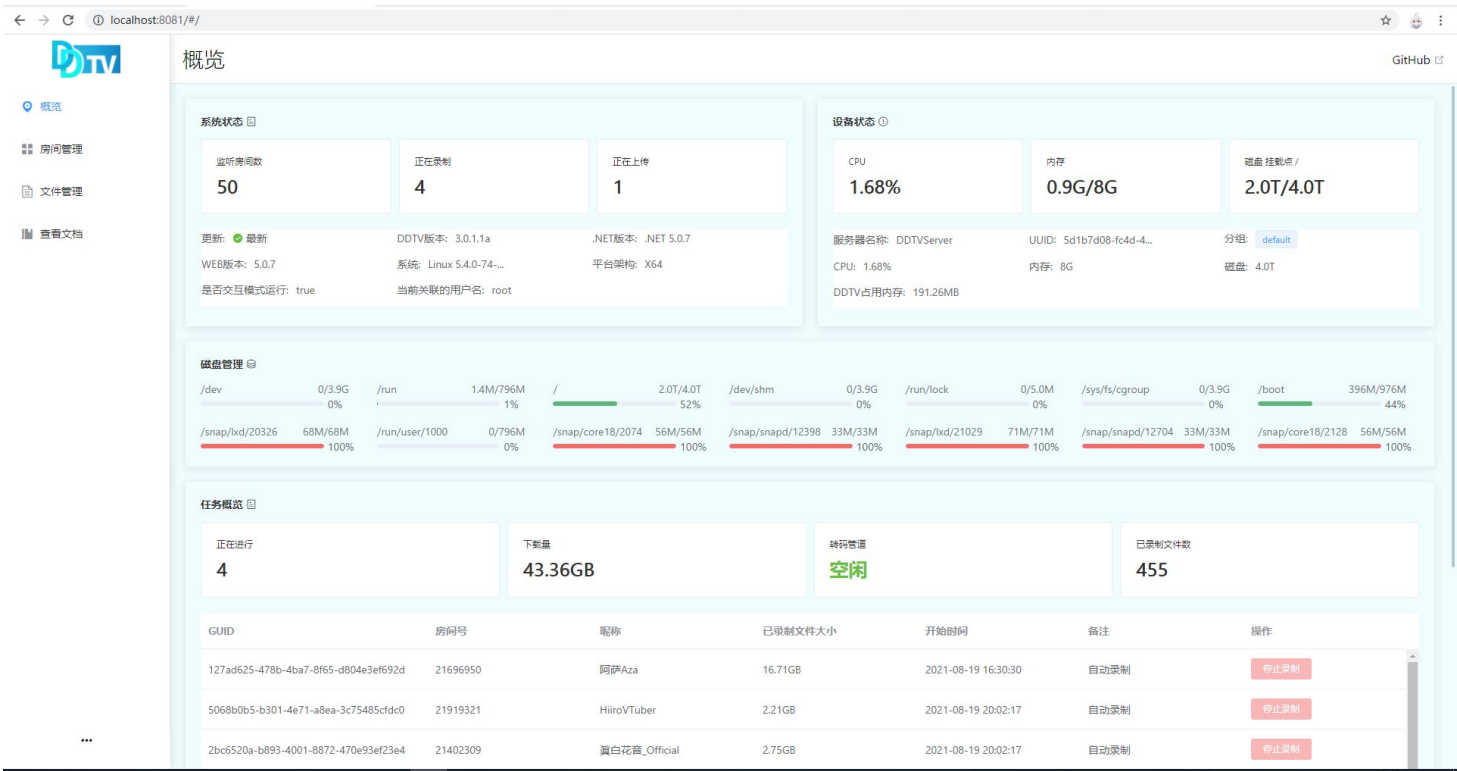 localhost:8081/#/
DDTV
概览
GitHub
概览
房间管理
文件管理
查看文档
系统状态
监听房间数
50
正在录制
4
正在上传
1
更新: 最新
DDTV版本: 3.0.1.1a
.NET版本: .NET 5.0.7
WEB版本: 5.0.7
系统: Linux 5.4.0-74-...
平台架构: X64
是否交互模式运行: true
当前关联的用户名: root
设备状态
CPU
1.68%
内存
0.9G/8G
磁盘 挂载点 /
2.0T/4.0T
服务器名称: DDTVServer
UUID: 5d1b7d08-fc4d-4...
分组: default
CPU: 1.68%
内存: 8G
磁盘: 4.0T
DDTV占用内存: 191.26MB
磁盘管理
/dev 0/3.9G
0%
/run 1.4M/796M
1%
/ 2.0T/4.0T
52%
/dev/shm 0/3.9G
0%
/run/lock 0/5.0M
0%
/sys/fs/cgroup 0/3.9G
0%
/boot 396M/976M
44%
/snap/lxd/20326 68M/68M
100%
/run/user/1000 0/796M
0%
/snap/core18/2074 56M/56M
100%
/snap/snapd/12398 33M/33M
100%
/snap/lxd/21029 71M/71M
100%
/snap/snapd/12704 33M/33M
100%
/snap/core18/2128 56M/56M
100%
任务概览
正在进行
4
下载量
43.36GB
转码管道
空闲
已录制文件数
455
GUID 房间号 昵称 已录制文件大小 开始时间 备注 操作
127ad625-478b-4ba7-8f65-d804e3ef692d 21696950 阿萨Aza 16.71GB 2021-08-19 16:30:30 自动录制 停止录制
5068b0b5-b301-4e71-a8ea-3c75485cfdc0 21919321 HiiroVTuber 2.21GB 2021-08-19 20:02:17 自动录制 停止录制
2bc6520a-b893-4001-8872-470e93ef23e4 21402309 眞白花音_Official 2.75GB 2021-08-19 20:02:17 自动录制 停止录制